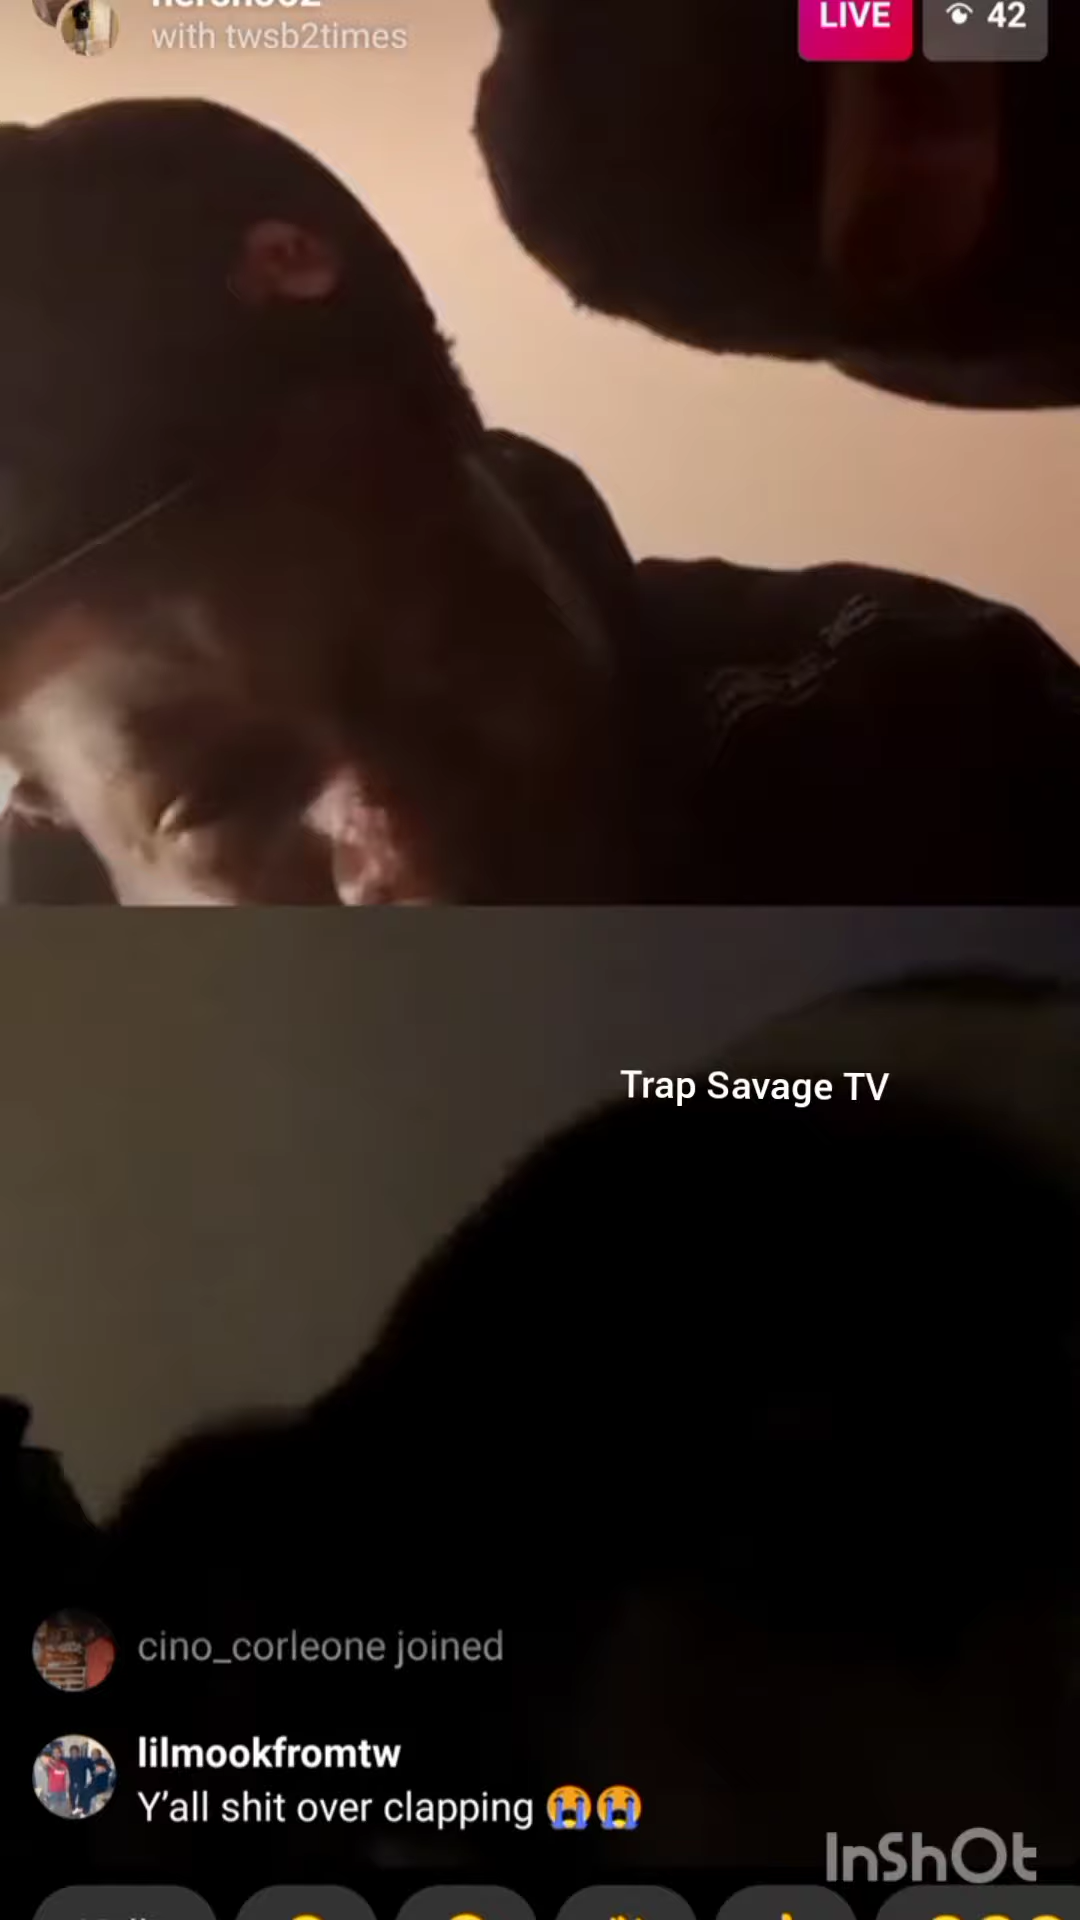 with twsb2times
LIVE
42
Trap Savage TV
cino_corleone joined
lilmookfromtw
Y’all shit over clapping 😭😭
InShOt